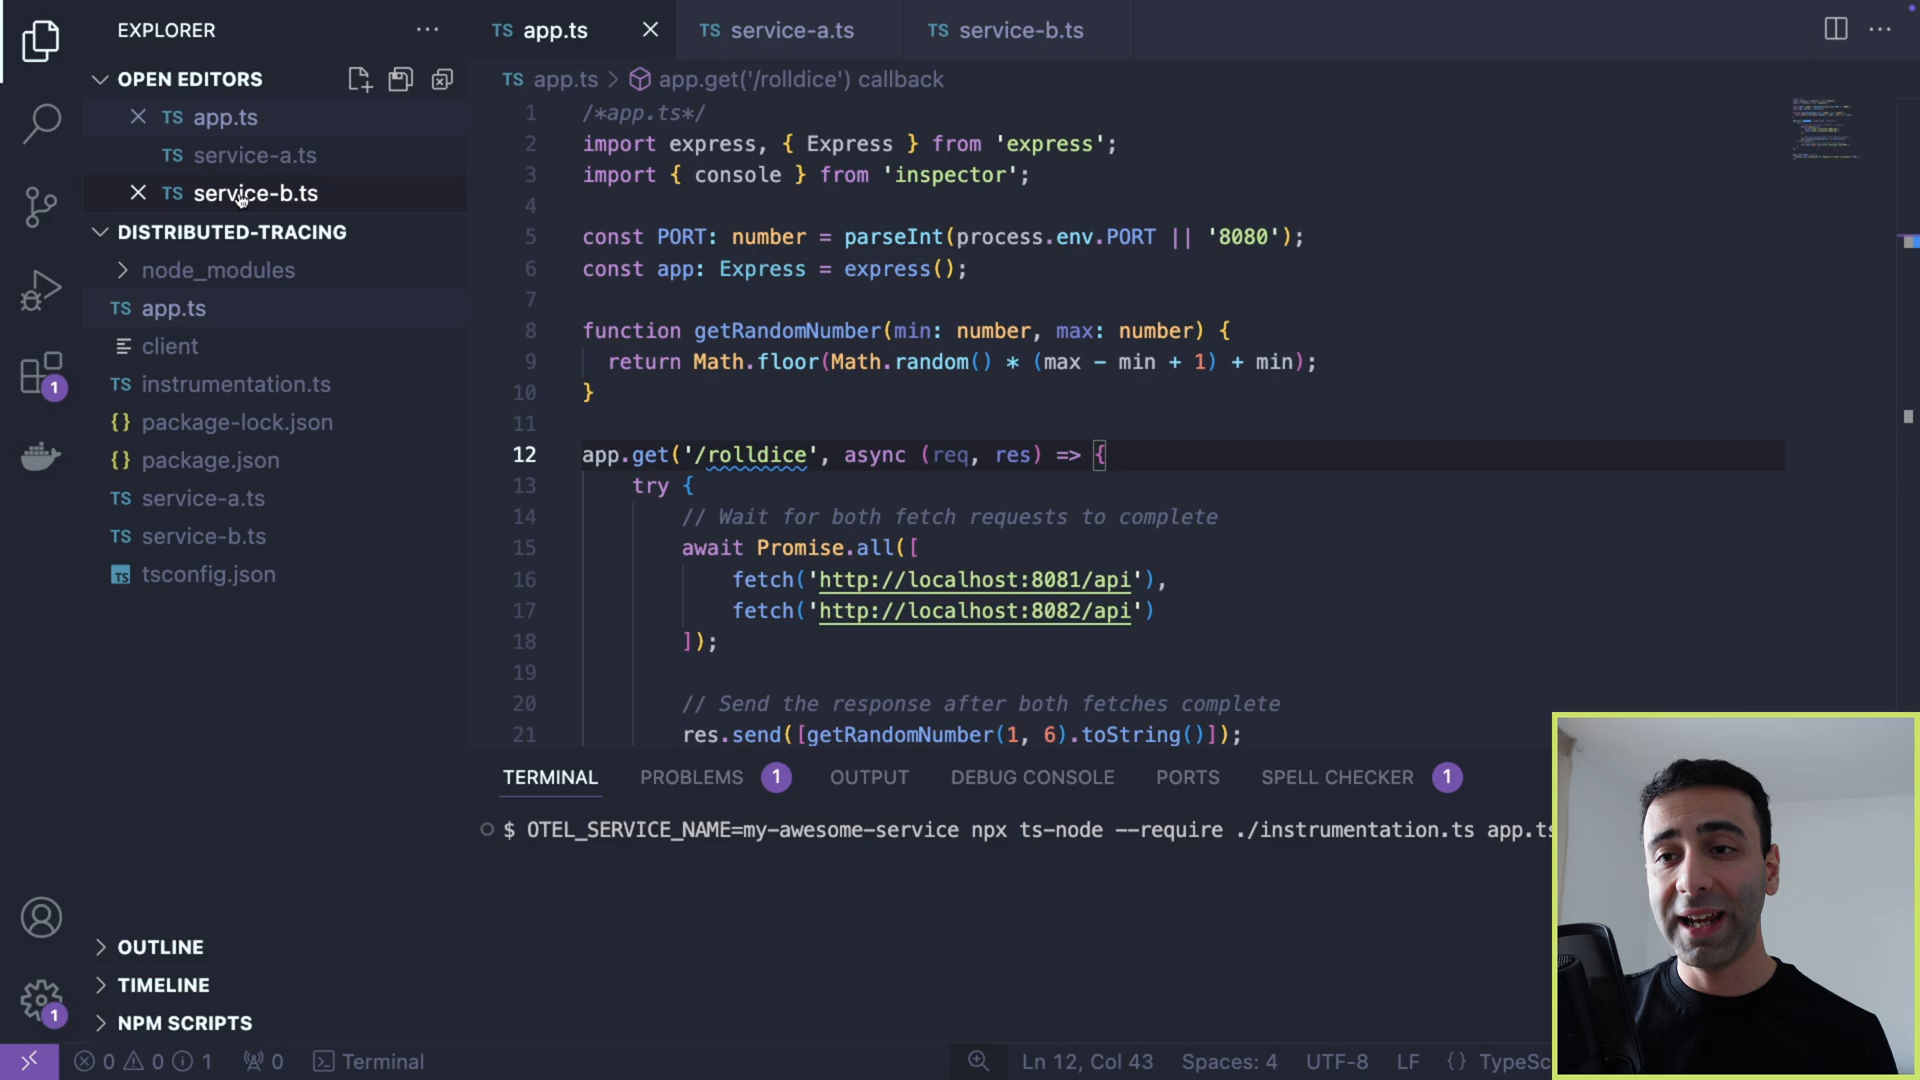 EXPLORER
OPEN EDITORS
TS app.ts
TS service-a.ts
TS service-b.ts
DISTRIBUTED-TRACING
node_modules
TS app.ts
client
TS instrumentation.ts
{} package-lock.json
{} package.json
TS service-a.ts
TS service-b.ts
TS tsconfig.json
OUTLINE
TIMELINE
NPM SCRIPTS
1
1
TS app.ts
TS service-a.ts
TS service-b.ts
TS app.ts > app.get('/rolldice') callback
1 /*app.ts*/
2 import express, { Express } from 'express';
3 import { console } from 'inspector';
4
5 const PORT: number = parseInt(process.env.PORT || '8080');
6 const app: Express = express();
7
8 function getRandomNumber(min: number, max: number) {
9 return Math.floor(Math.random() * (max - min + 1) + min);
10 }
11
12 app.get('/rolldice', async (req, res) => {
13 try {
14 // Wait for both fetch requests to complete
15 await Promise.all([
16 fetch('http://localhost:8081/api'),
17 fetch('http://localhost:8082/api')
18 ]);
19
20 // Send the response after both fetches complete
21 res.send([getRandomNumber(1, 6).toString()]);
TERMINAL PROBLEMS 1 OUTPUT DEBUG CONSOLE PORTS SPELL CHECKER 1
$ OTEL_SERVICE_NAME=my-awesome-service npx ts-node --require ./instrumentation.ts app.ts
0 0 1 0 Terminal Ln 12, Col 43 Spaces: 4 UTF-8 LF {} TypeSc